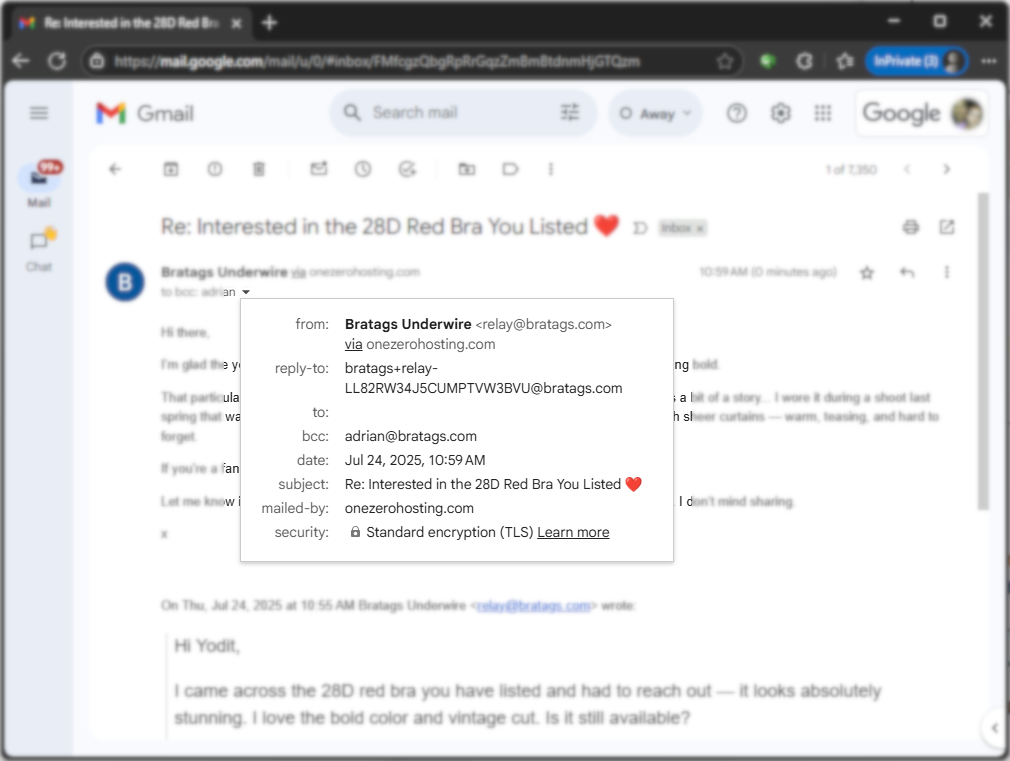 Re: Interested in the 28D Red Bra
https://mail.google.com/mail/u/0/#inbox/FMfcgzQbgRpRrGqzZmBmBtdnmHjGTQzm
InPrivate (3)
Gmail
Search mail
Away
Google
99+
Mail
Chat
1 of 7,350
Re: Interested in the 28D Red Bra You Listed ❤️
Inbox x
B
Bratags Underwire via onezerohosting.com
10:59 AM (0 minutes ago)
to bcc: adrian
from: Bratags Underwire <relay@bratags.com>
via onezerohosting.com
reply-to: bratags+relay-
LL82RW34J5CUMPTVW3BVU@bratags.com
to:
bcc: adrian@bratags.com
date: Jul 24, 2025, 10:59 AM
subject: Re: Interested in the 28D Red Bra You Listed ❤️
mailed-by: onezerohosting.com
security: Standard encryption (TLS) Learn more
Hi there,
I'm glad the ng bold.
That particula a bit of a story... I wore it during a shoot last
spring that wa sheer curtains — warm, teasing, and hard to
forget.
If you're a fan
Let me know I don't mind sharing.
x
On Thu, Jul 24, 2025 at 10:55 AM Bratags Underwire <relay@bratags.com> wrote:
Hi Yodit,
I came across the 28D red bra you have listed and had to reach out — it looks absolutely
stunning. I love the bold color and vintage cut. Is it still available?